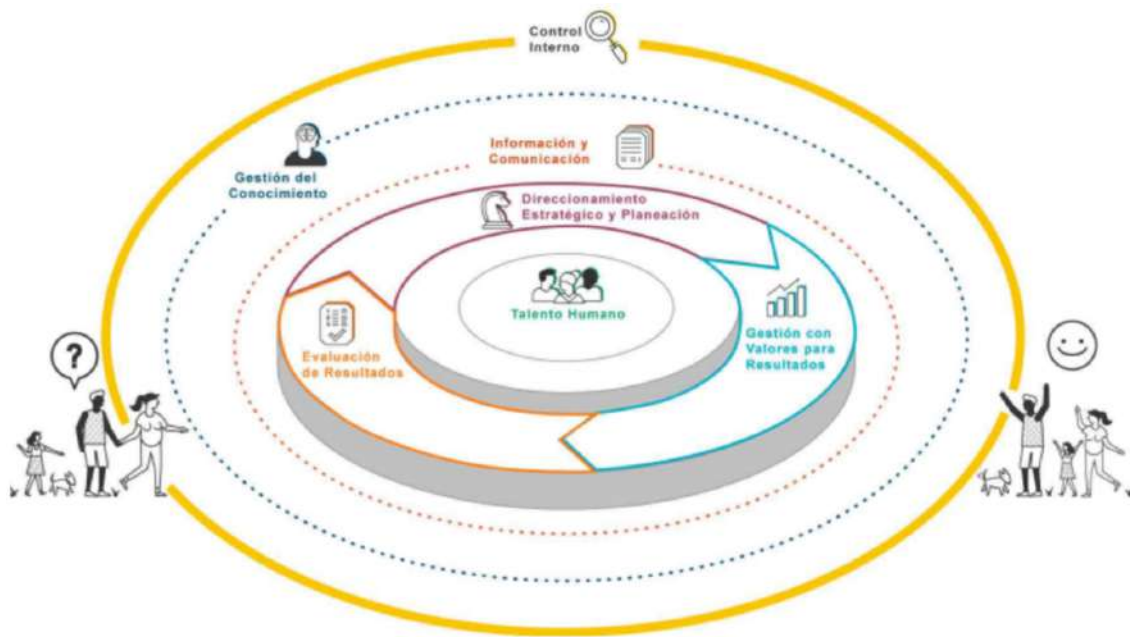 Control
Interno
Información y
Comunicación
Gestión del
Conocimiento
Direccionamiento
Estratégico y Planeación
Talento Humano
Gestión con
Valores para
Resultados
Evaluación
de Resultados
?